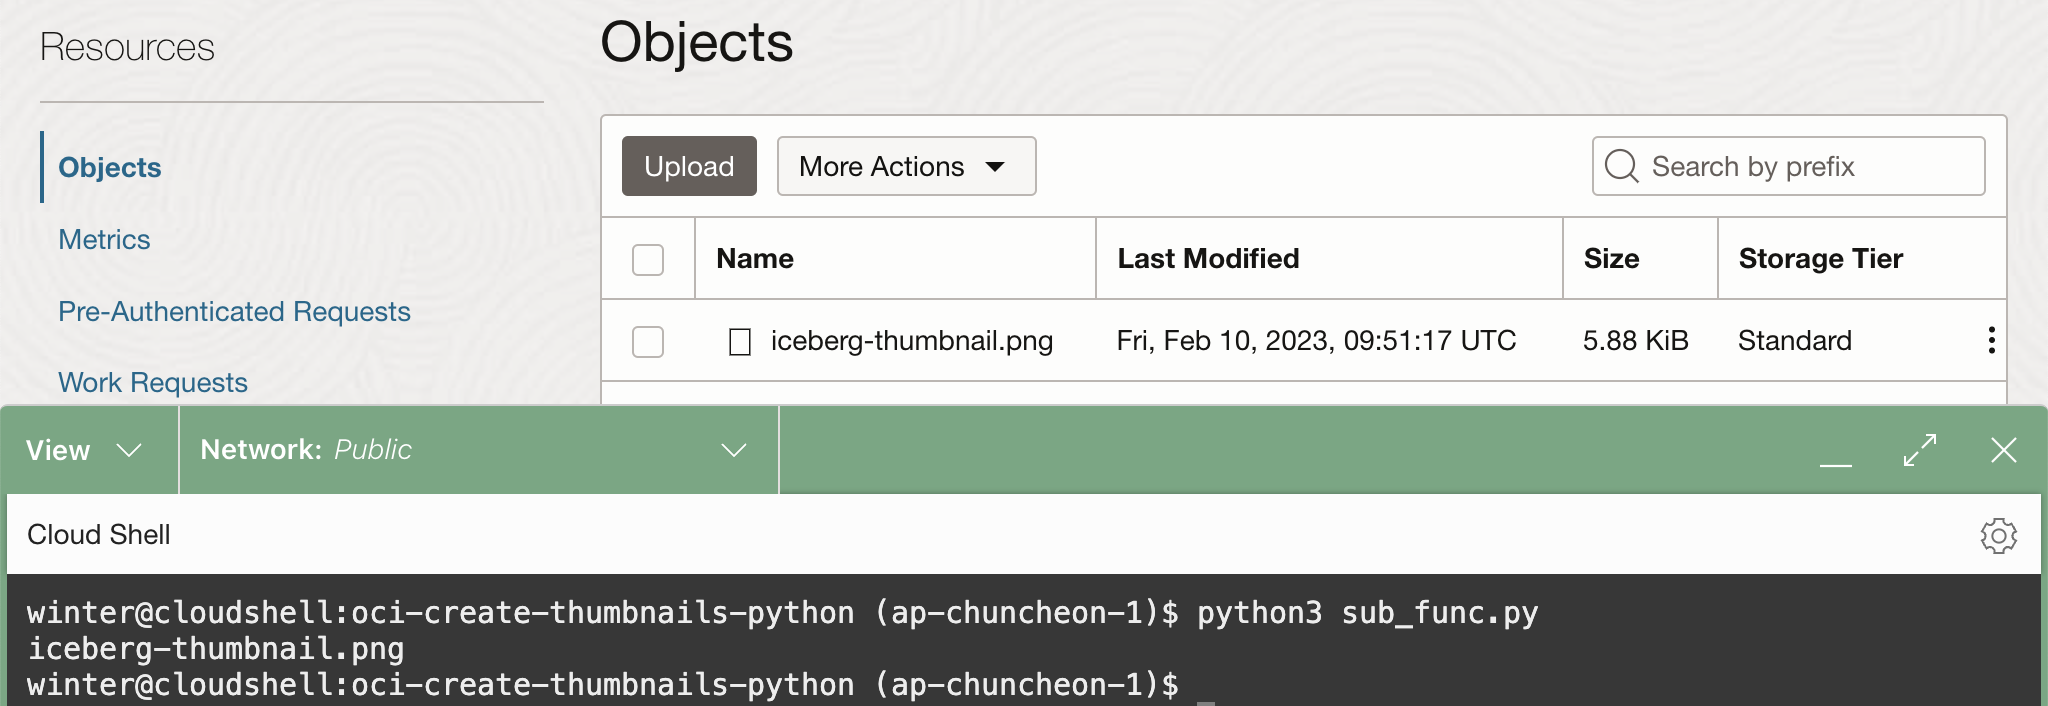 Resources
Objects
Metrics
Pre-Authenticated Requests
Work Requests
Objects
Upload
More Actions
Search by prefix
Name Last Modified Size Storage Tier
iceberg-thumbnail.png Fri, Feb 10, 2023, 09:51:17 UTC 5.88 KiB Standard
View
Network: Public
Cloud Shell
winter@cloudshell:oci-create-thumbnails-python (ap-chuncheon-1)$ python3 sub_func.py
iceberg-thumbnail.png
winter@cloudshell:oci-create-thumbnails-python (ap-chuncheon-1)$